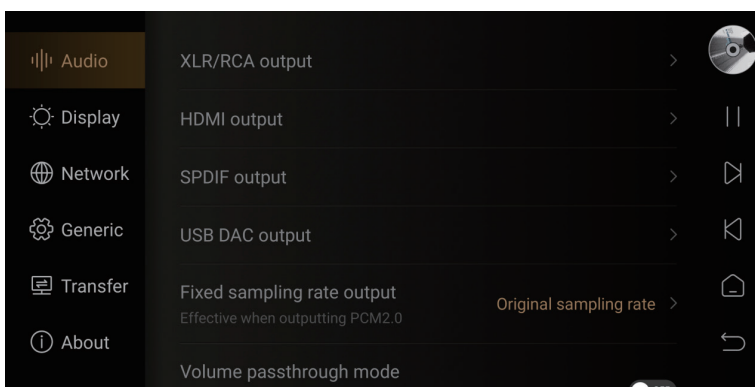 Audio
Display
Network
Generic
Transfer
About
XLR/RCA output
HDMI output
SPDIF output
USB DAC output
Fixed sampling rate output
Effective when outputting PCM2.0
Original sampling rate
Volume passthrough mode